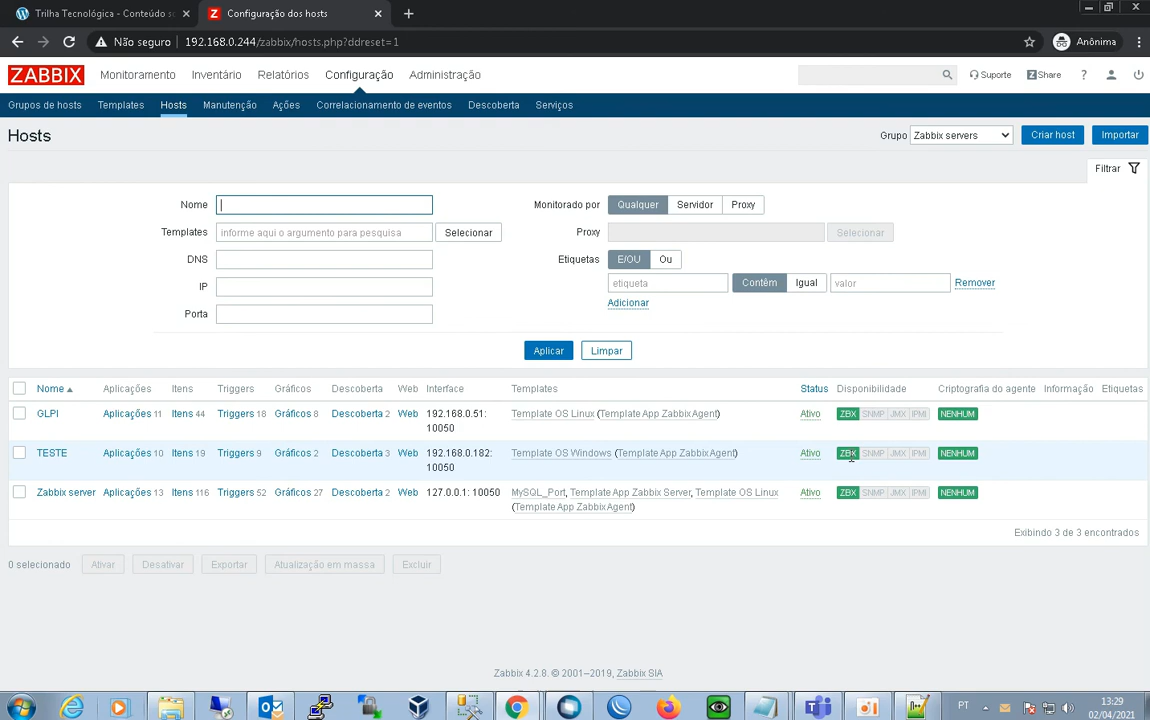 Trilha Tecnológica - Conteúdo so
Configuração dos hosts
Não seguro 192.168.0.244/zabbix/hosts.php?ddreset=1 Anônima
ZABBIX Monitoramento Inventário Relatórios Configuração Administração Suporte Share ?
Grupos de hosts Templates Hosts Manutenção Ações Correlacionamento de eventos Descoberta Serviços
Hosts Grupo Zabbix servers Criar host Importar
Filtrar
Nome Monitorado por Qualquer Servidor Proxy
Templates informe aqui o argumento para pesquisa Selecionar Proxy Selecionar
DNS Etiquetas E/OU Ou
IP etiqueta Contém Igual valor Remover
Adicionar
Porta
Aplicar Limpar
Nome Aplicações Itens Triggers Gráficos Descoberta Web Interface Templates Status Disponibilidade Criptografia do agente Informação Etiquetas
GLPI Aplicações 11 Itens 44 Triggers 18 Gráficos 8 Descoberta 2 Web 192.168.0.51: Template OS Linux (Template App Zabbix Agent) Ativo ZBX SNMP JMX IPMI NENHUM
10050
TESTE Aplicações 10 Itens 19 Triggers 9 Gráficos 2 Descoberta 3 Web 192.168.0.182: Template OS Windows (Template App Zabbix Agent) Ativo ZBX SNMP JMX IPMI NENHUM
10050
Zabbix server Aplicações 13 Itens 116 Triggers 52 Gráficos 27 Descoberta 2 Web 127.0.0.1: 10050 MySQL_Port, Template App Zabbix Server, Template OS Linux Ativo ZBX SNMP JMX IPMI NENHUM
(Template App Zabbix Agent)
Exibindo 3 de 3 encontrados
0 selecionado Ativar Desativar Exportar Atualização em massa Excluir
Zabbix 4.2.8. © 2001–2019, Zabbix SIA
PT 13:29
02/04/2021